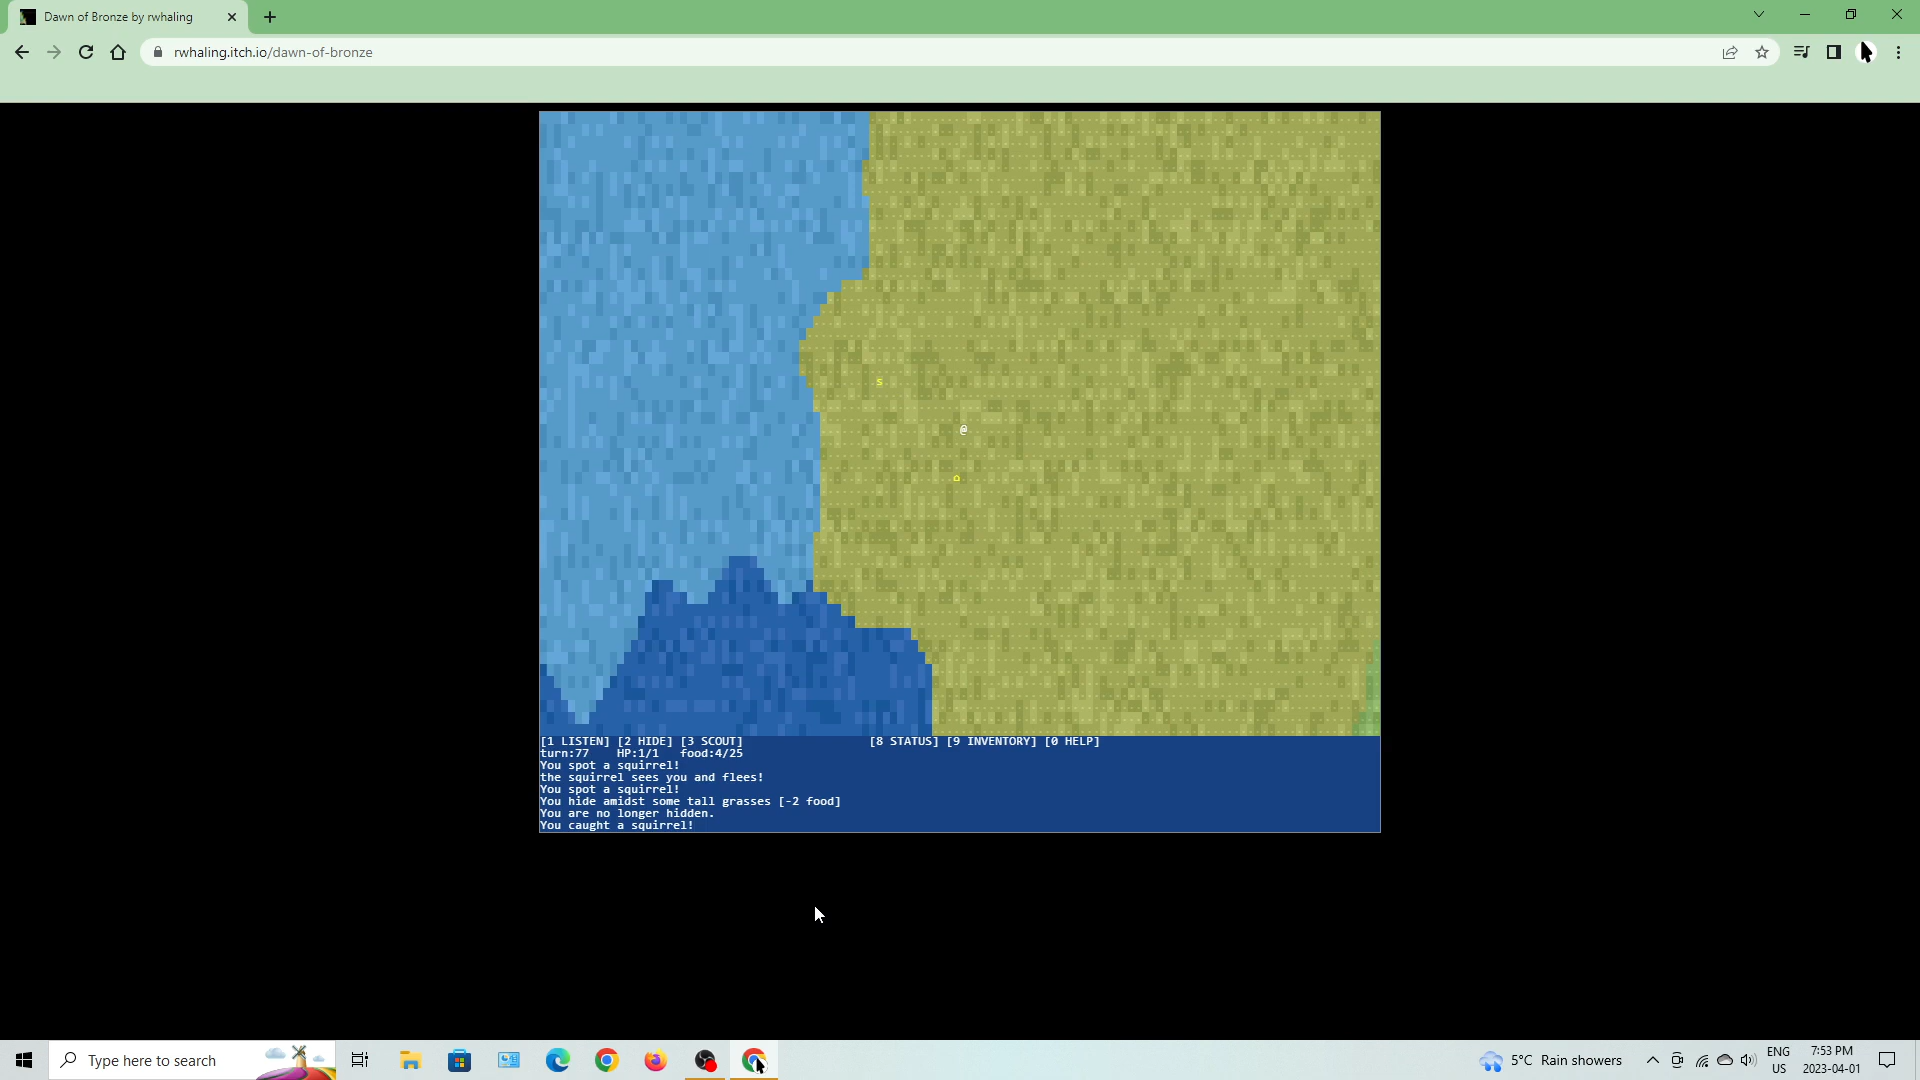 Dawn of Bronze by rwhaling
rwhaling.itch.io/dawn-of-bronze
s
@
o
[1 LISTEN] [2 HIDE] [3 SCOUT] [8 STATUS] [9 INVENTORY] [0 HELP]
turn:77 HP:1/1 food:4/25
You spot a squirrel!
the squirrel sees you and flees!
You spot a squirrel!
You hide amidst some tall grasses [-2 food]
You are no longer hidden.
You caught a squirrel!
Type here to search
5°C Rain showers
ENG
US
7:53 PM
2023-04-01